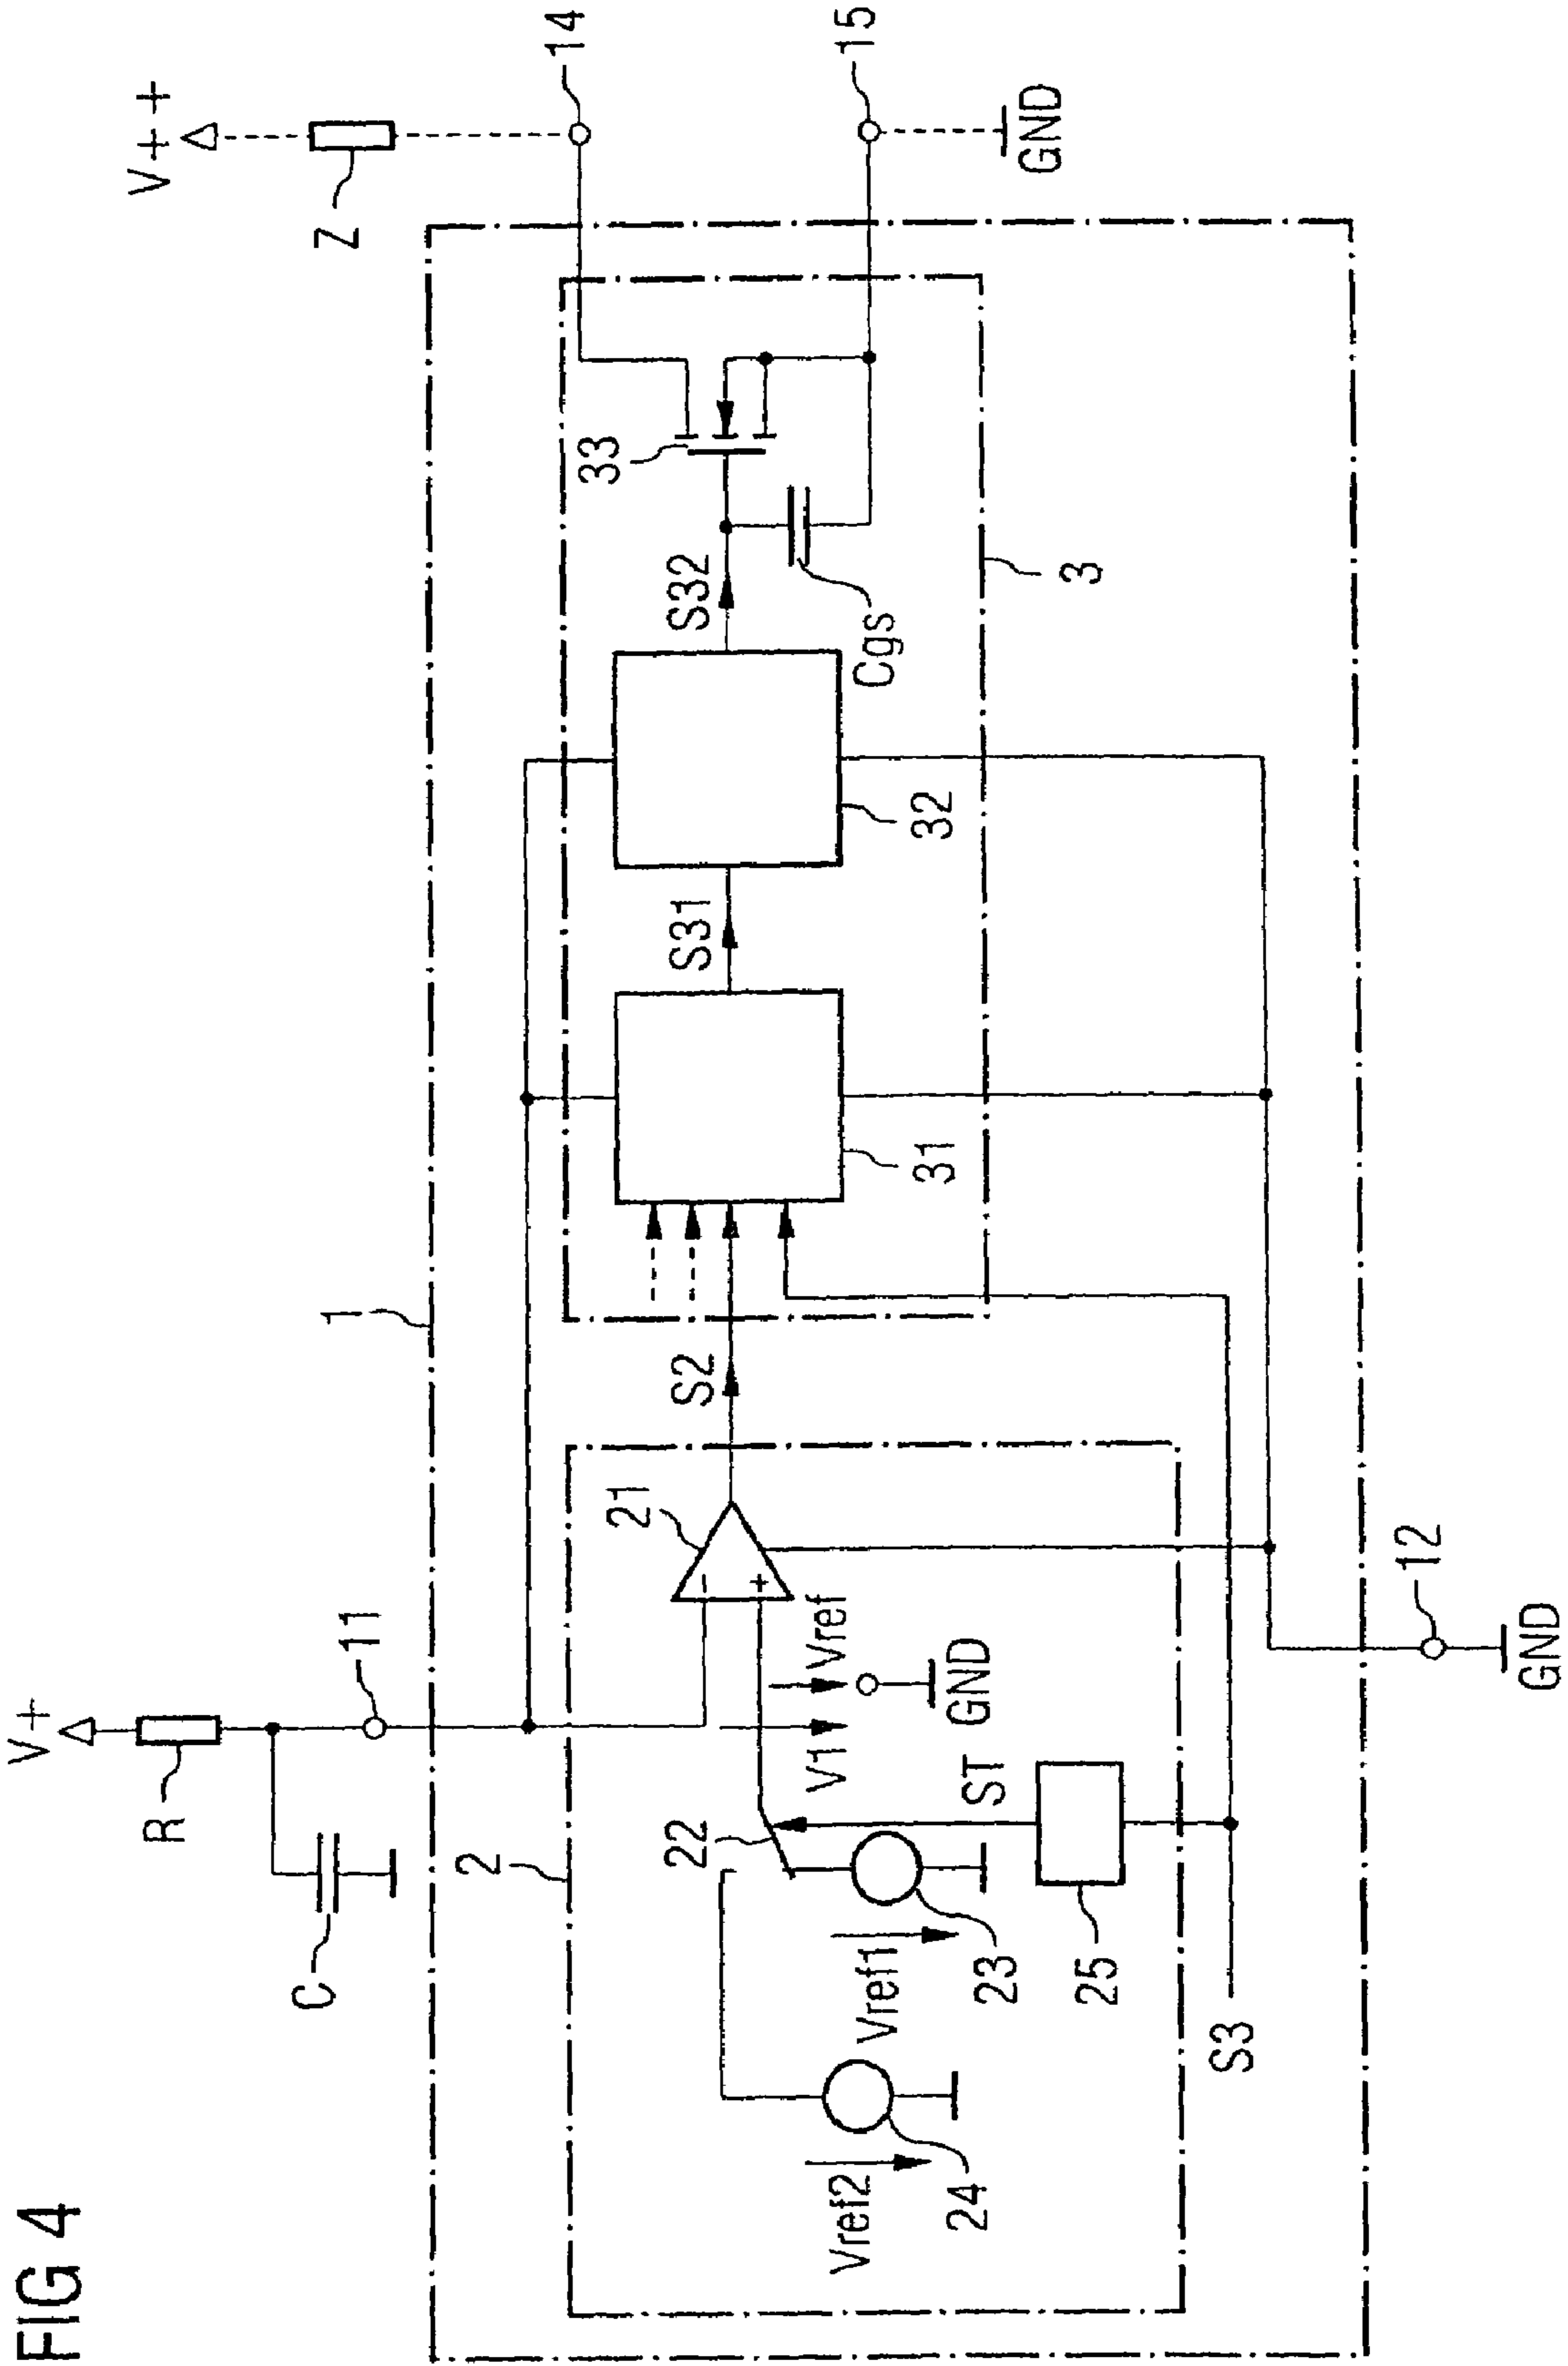 FIG 4
V+
R
C
11
1
V++
Z
14
15
GND
2
22
21
S2
V1
Vref
GND
ST
Vref1
23
Vref2
24
25
S3
31
S31
32
S32
33
Cgs
3
12
GND
+
−